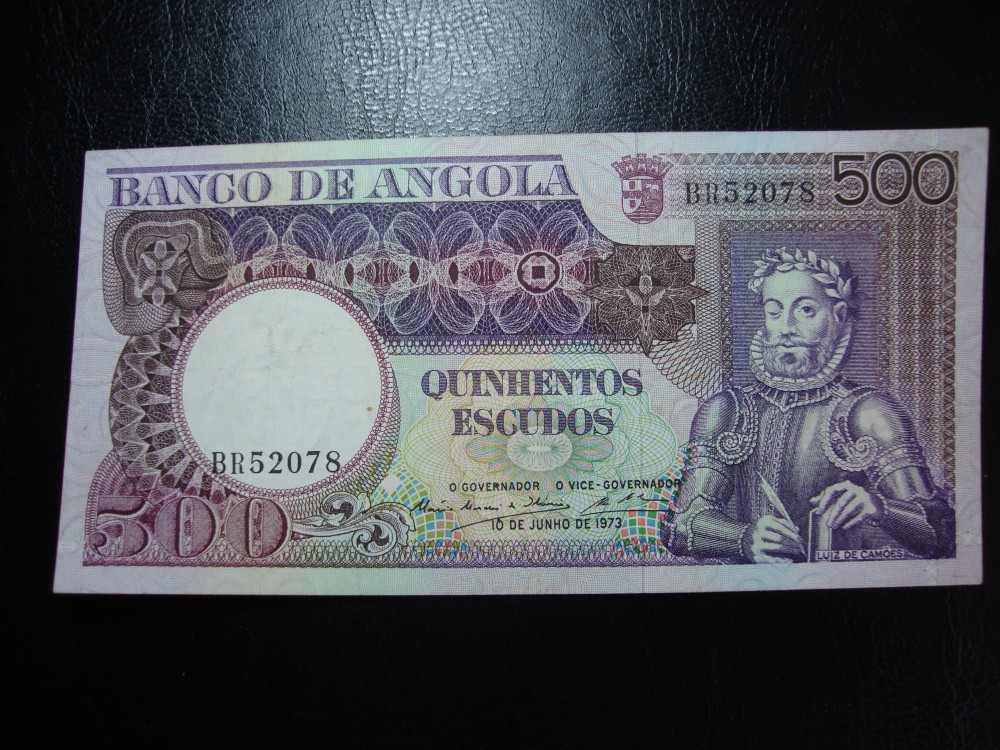 BANCO DE ANGOLA
BR52078
500
QUINHENTOS
ESCUDOS
BR52078
O GOVERNADOR O VICE-GOVERNADOR
500
10 DE JUNHO DE 1973
LUIZ DE CAMÕES